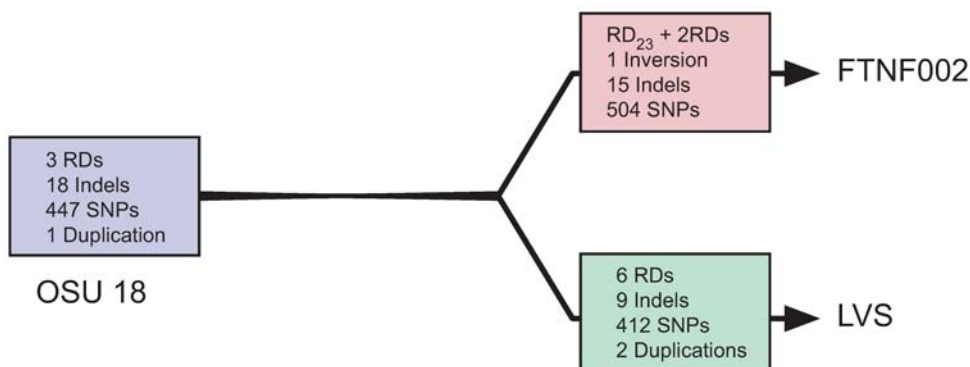 3 RDs
18 Indels
447 SNPs
1 Duplication
OSU 18
RD23 + 2RDs
1 Inversion
15 Indels
504 SNPs
FTNF002
6 RDs
9 Indels
412 SNPs
2 Duplications
LVS